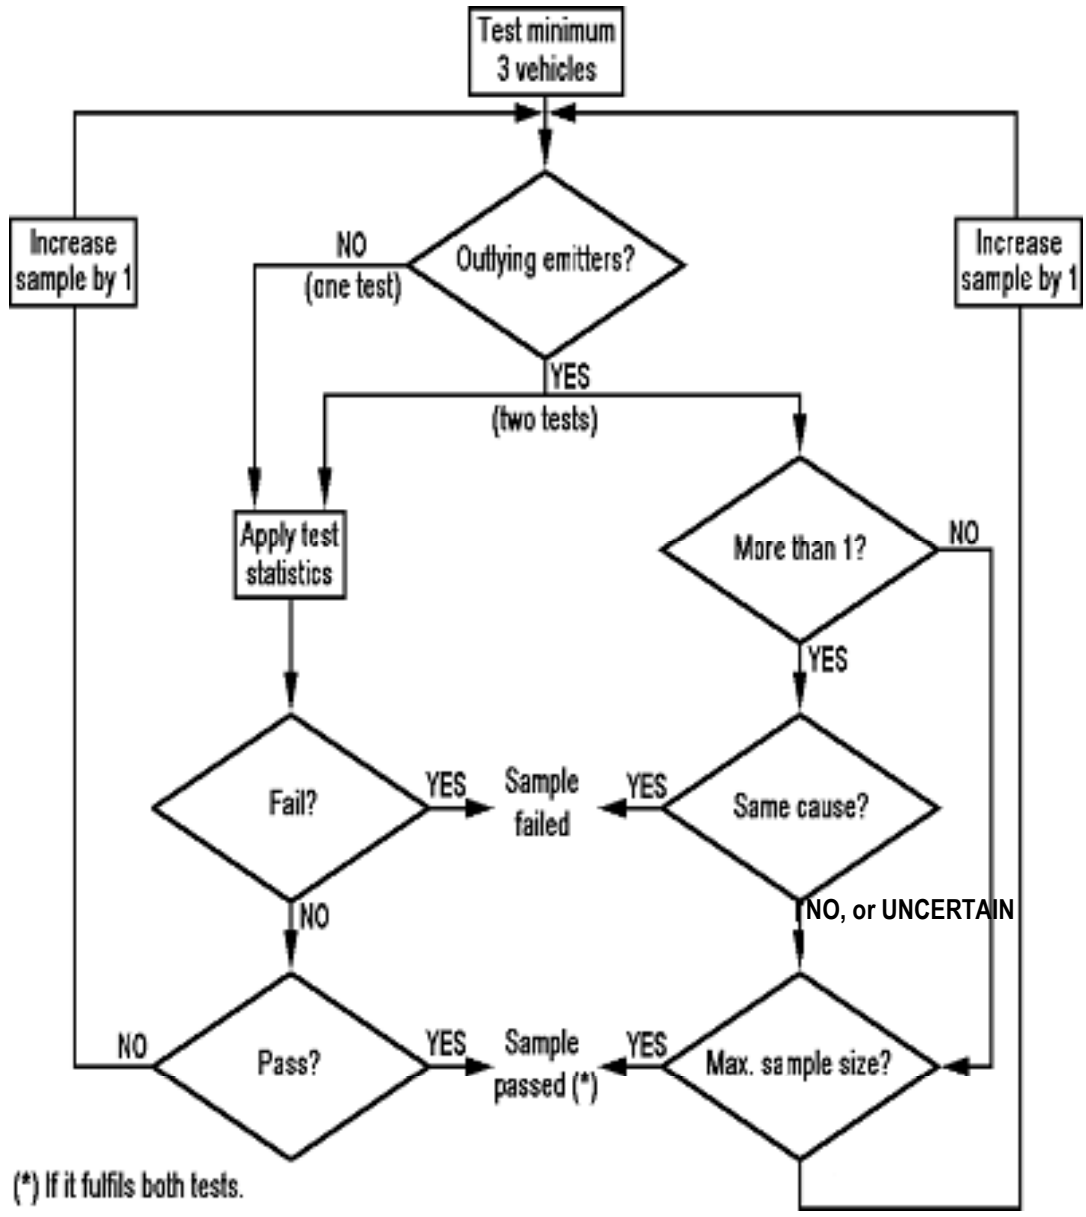 Test minimum
3 vehicles
Increase
sample by 1
NO
(one test)
Outlying emitters?
Increase
sample by 1
YES
(two tests)
Apply test
statistics
More than 1?
NO
YES
Fail?
YES
Sample
failed
YES
Same cause?
NO
NO, or UNCERTAIN
NO
Pass?
YES
Sample
passed (*)
YES
Max. sample size?
(*) If it fulfils both tests.